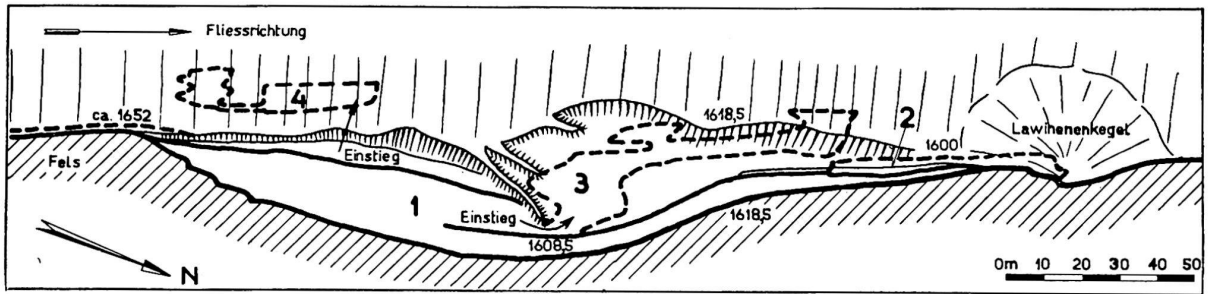 Fliessrichtung
4
ca. 1652
1618,5
2
Lawihenenkegel
1600
Einstieg
Fels
3
1
Einstieg
1618,5
1608,5
N
0m 10 20 30 40 50